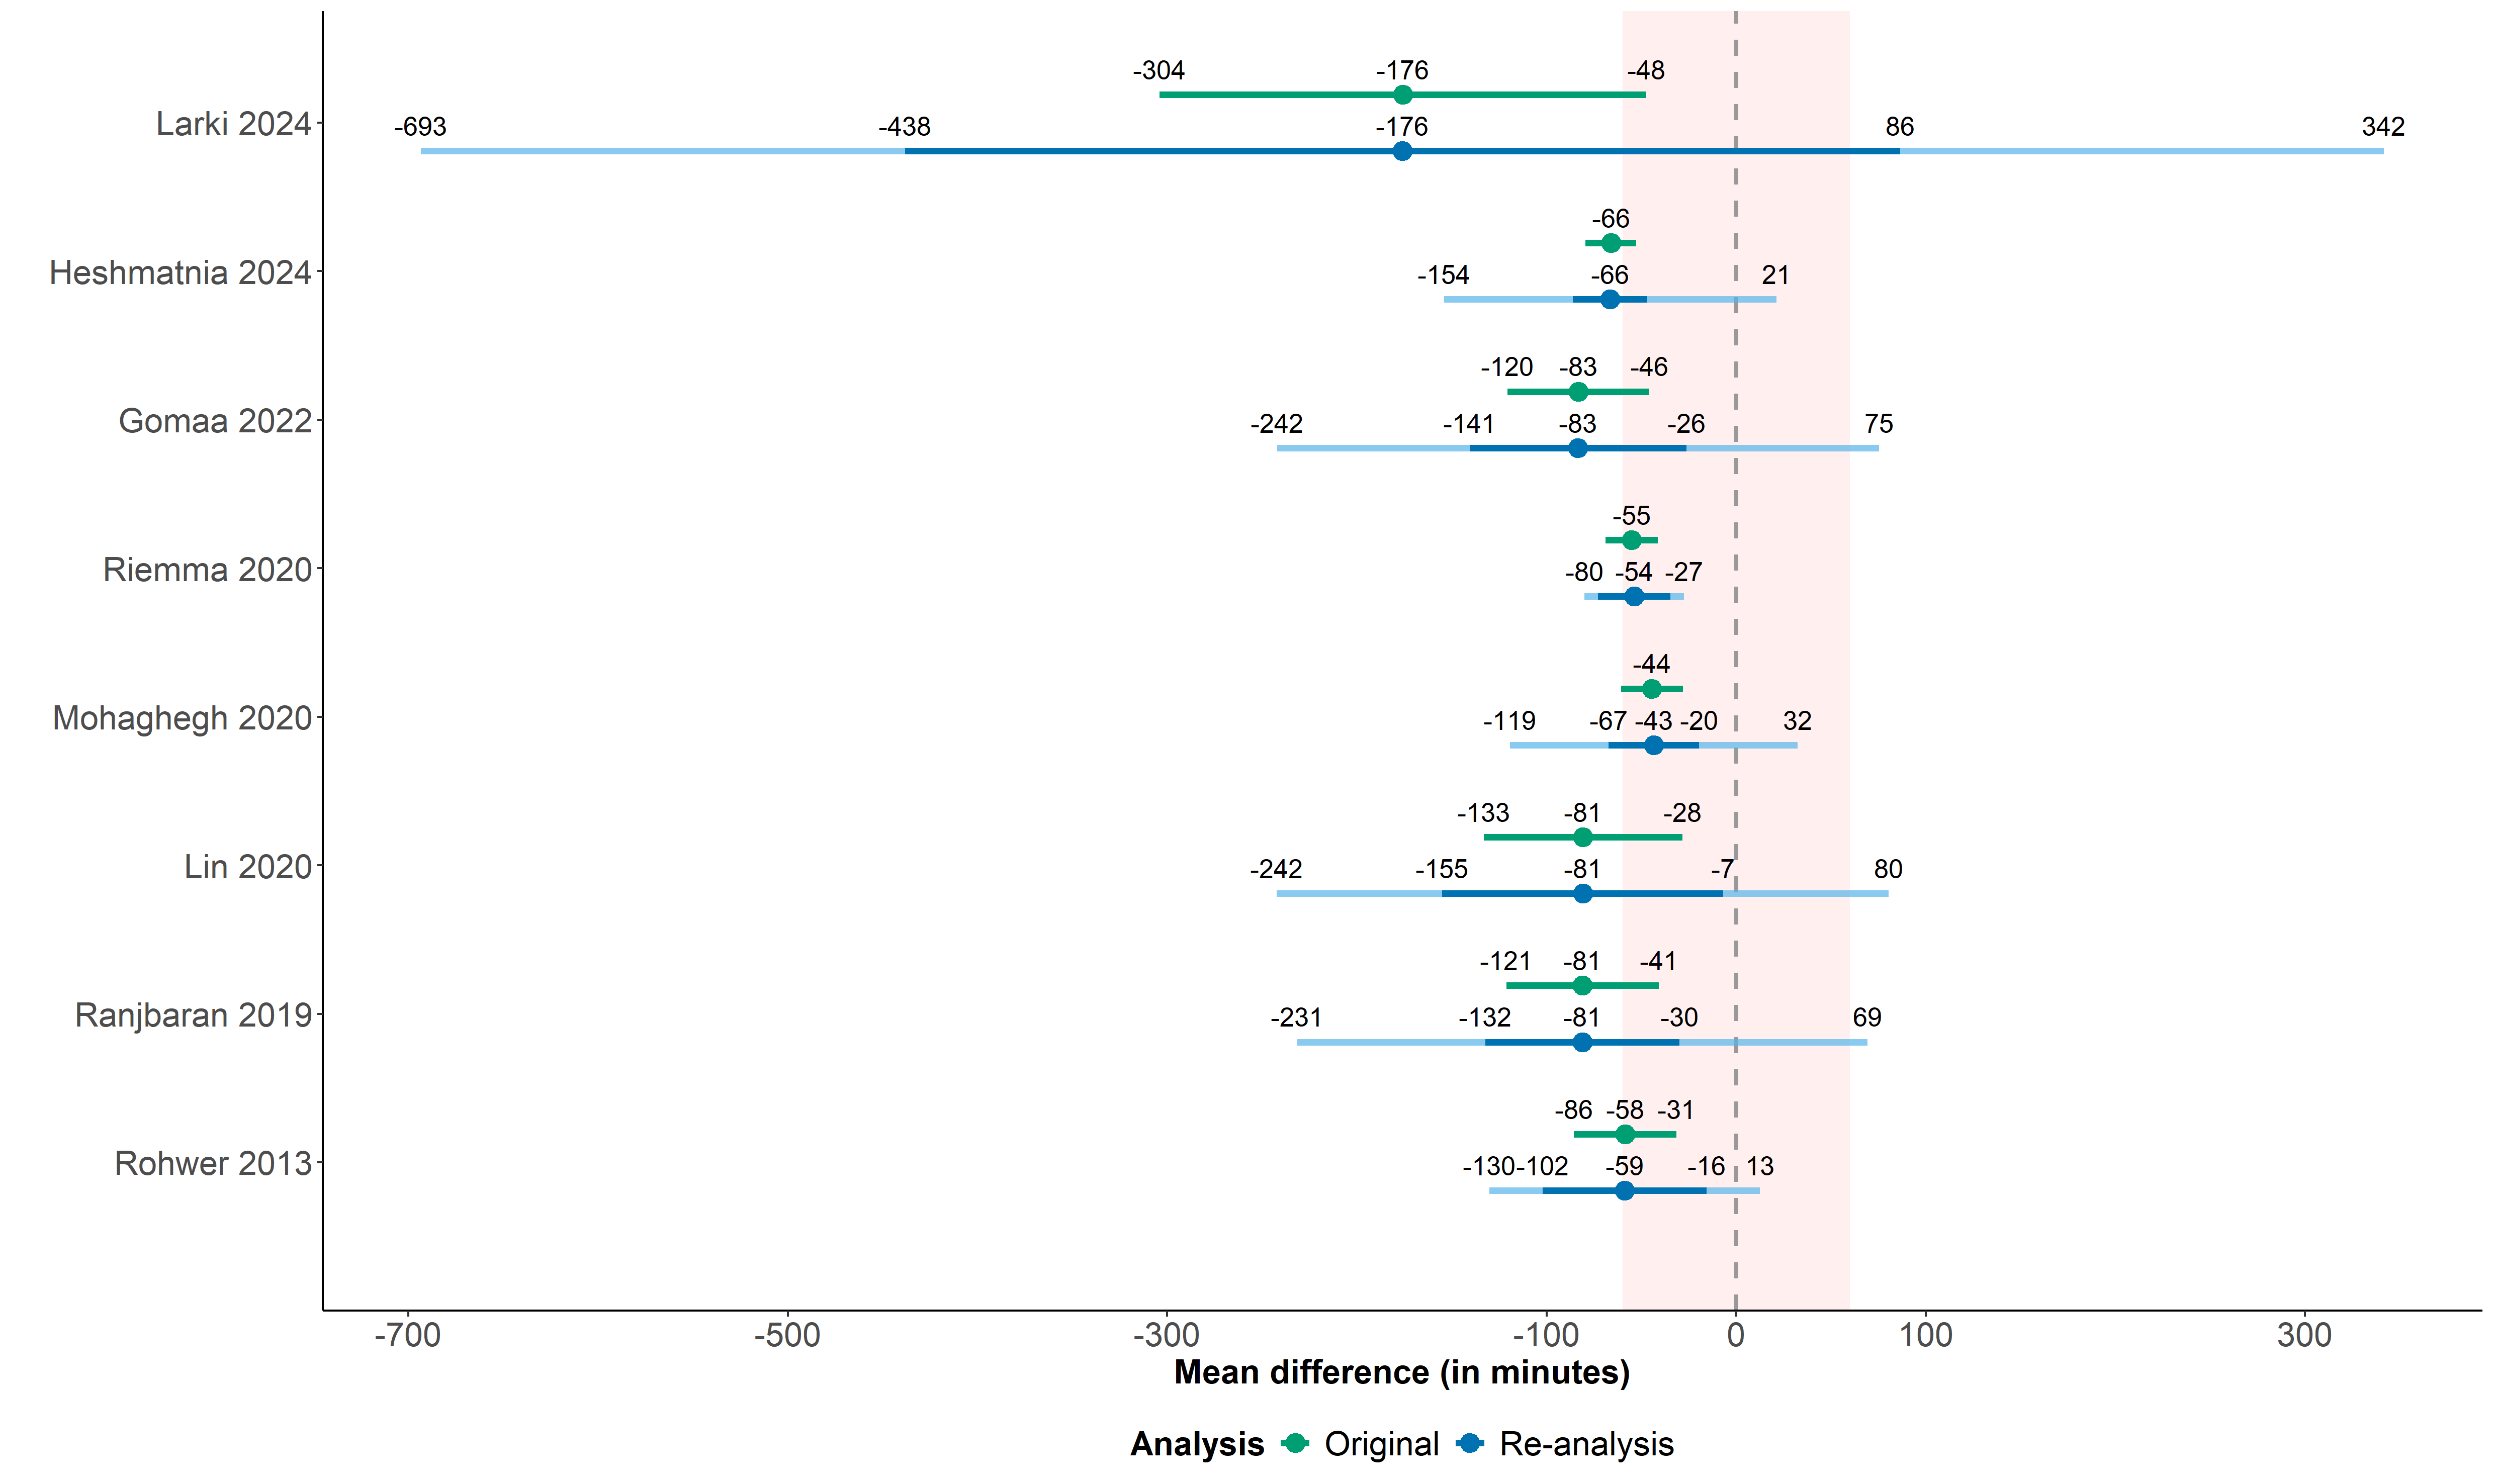 -304 -176 -48
Larki 2024
-693 -438 -176 86 342
-66
Heshmatnia 2024
-154 -66 21
-120 -83 -46
Gomaa 2022
-242 -141 -83 -26 75
-55
Riemma 2020
-80 -54 -27
-44
Mohaghegh 2020
-119 -67 -43 -20 32
-133 -81 -28
Lin 2020
-242 -155 -81 -7 80
-121 -81 -41
Ranjbaran 2019
-231 -132 -81 -30 69
-86 -58 -31
Rohwer 2013
-130 -102 -59 -16 13
-700 -500 -300 -100 0 100 300
Mean difference (in minutes)
Analysis Original Re-analysis